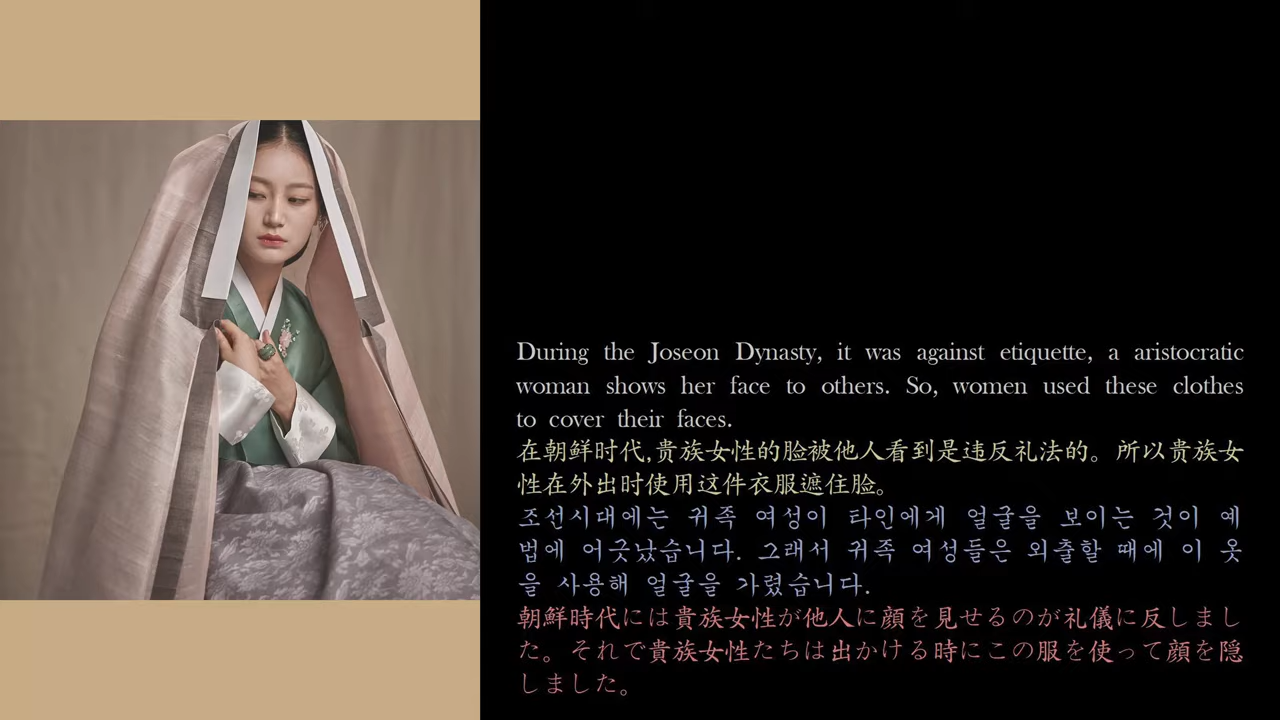 During the Joseon Dynasty, it was against etiquette, a aristocratic
woman shows her face to others. So, women used these clothes
to cover their faces.
在朝鲜时代,贵族女性的脸被他人看到是违反礼法的。所以贵族女
性在外出时使用这件衣服遮住脸。
조선시대에는 귀족 여성이 타인에게 얼굴을 보이는 것이 예
법에 어긋났습니다. 그래서 귀족 여성들은 외출할 때에 이 옷
을 사용해 얼굴을 가렸습니다.
朝鮮時代には貴族女性が他人に顔を見せるのが礼儀に反しまし
た。それで貴族女性たちは出かける時にこの服を使って顔を隠
しました。